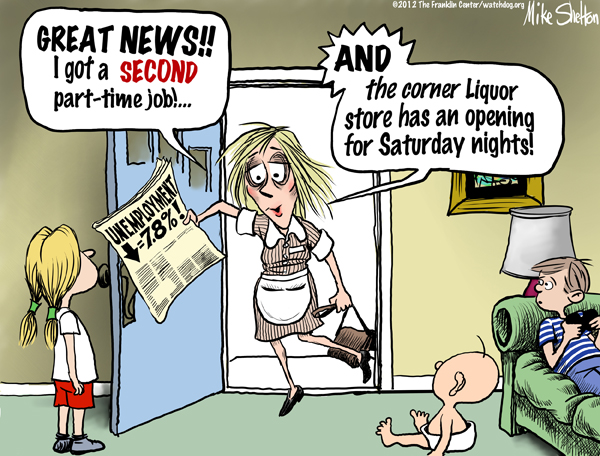 ©2012 The Franklin Center/watchdog.org
Mike Shelton
GREAT NEWS!!
I got a SECOND
part-time job!...
AND
the corner Liquor
store has an opening
for Saturday nights!
UNEMPLOYMENT
-7.8%!